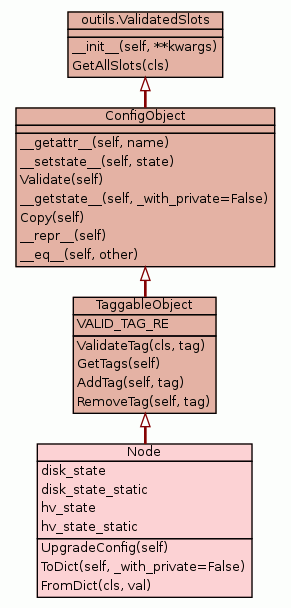 outils.ValidatedSlots
__init__(self, **kwargs)
GetAllSlots(cls)
ConfigObject
__getattr__(self, name)
__setstate__(self, state)
Validate(self)
__getstate__(self, _with_private=False)
Copy(self)
__repr__(self)
__eq__(self, other)
TaggableObject
VALID_TAG_RE
ValidateTag(cls, tag)
GetTags(self)
AddTag(self, tag)
RemoveTag(self, tag)
Node
disk_state
disk_state_static
hv_state
hv_state_static
UpgradeConfig(self)
ToDict(self, _with_private=False)
FromDict(cls, val)